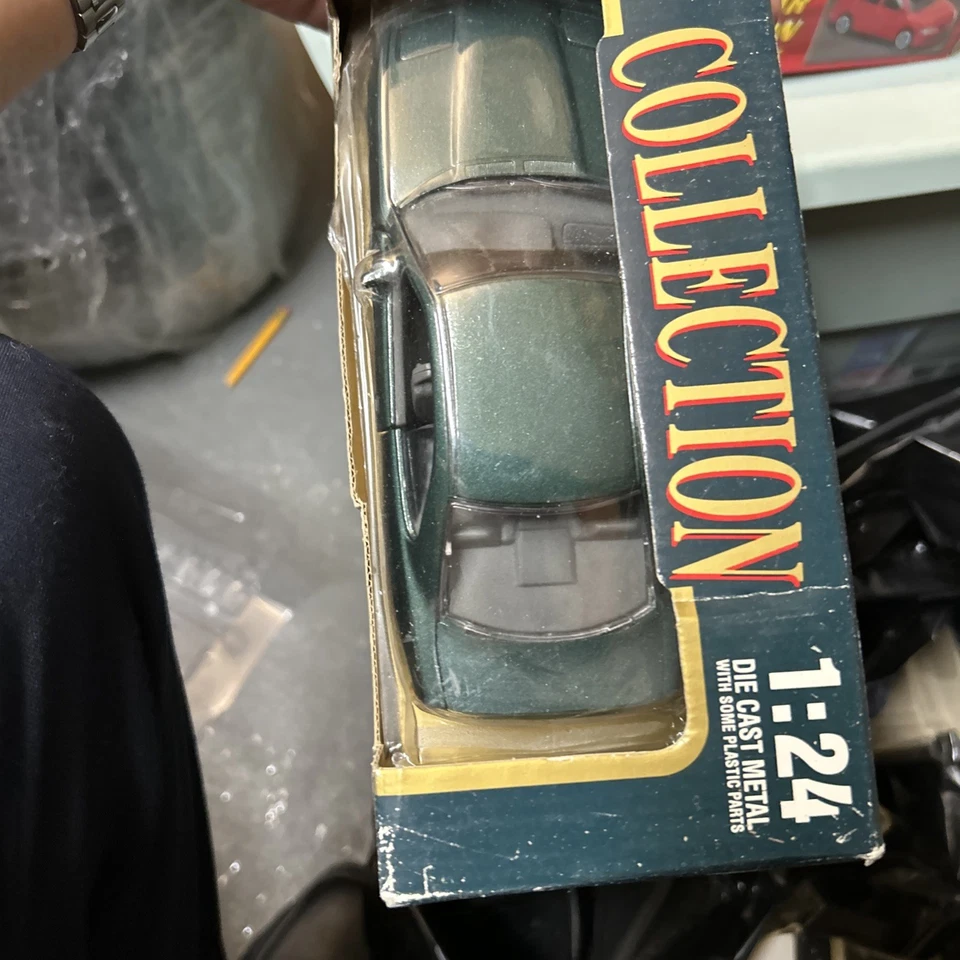 COLLECTION
1:24
DIE CAST METAL
WITH SOME PLASTIC PARTS